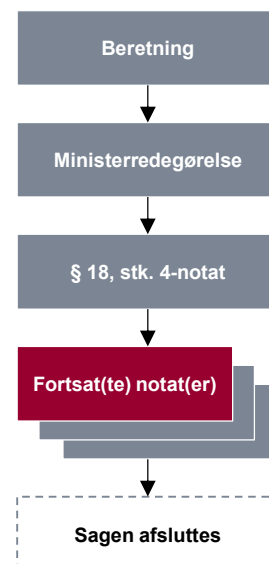 Beretning
Ministerredegørelse
§ 18, stk. 4-notat
Fortsat(te) notat(er)
Sagen afsluttes